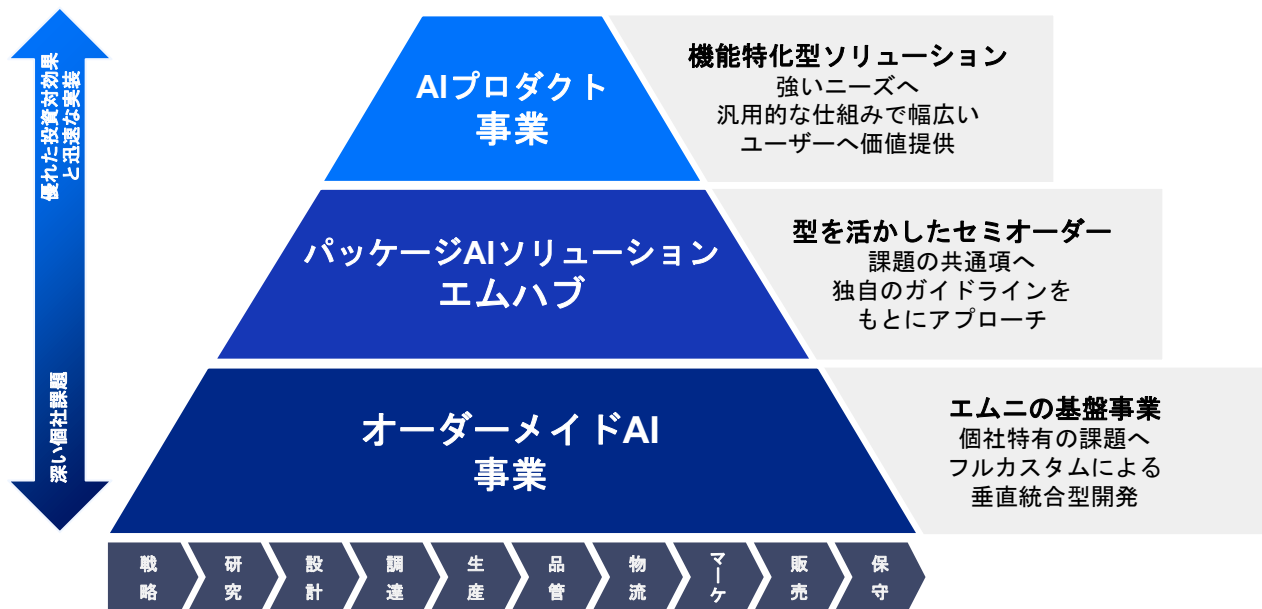 優れた投資対効果
と迅速な実装
深い個社課題
AIプロダクト
事業
機能特化型ソリューション
強いニーズへ
汎用的な仕組みで幅広い
ユーザーへ価値提供
パッケージAIソリューション
エムハブ
型を活かしたセミオーダー
課題の共通項へ
独自のガイドラインを
もとにアプローチ
オーダーメイドAI
事業
エムニの基盤事業
個社特有の課題へ
フルカスタムによる
垂直統合型開発
戦略
研究
設計
調達
生産
品管
物流
マーケ
販売
保守